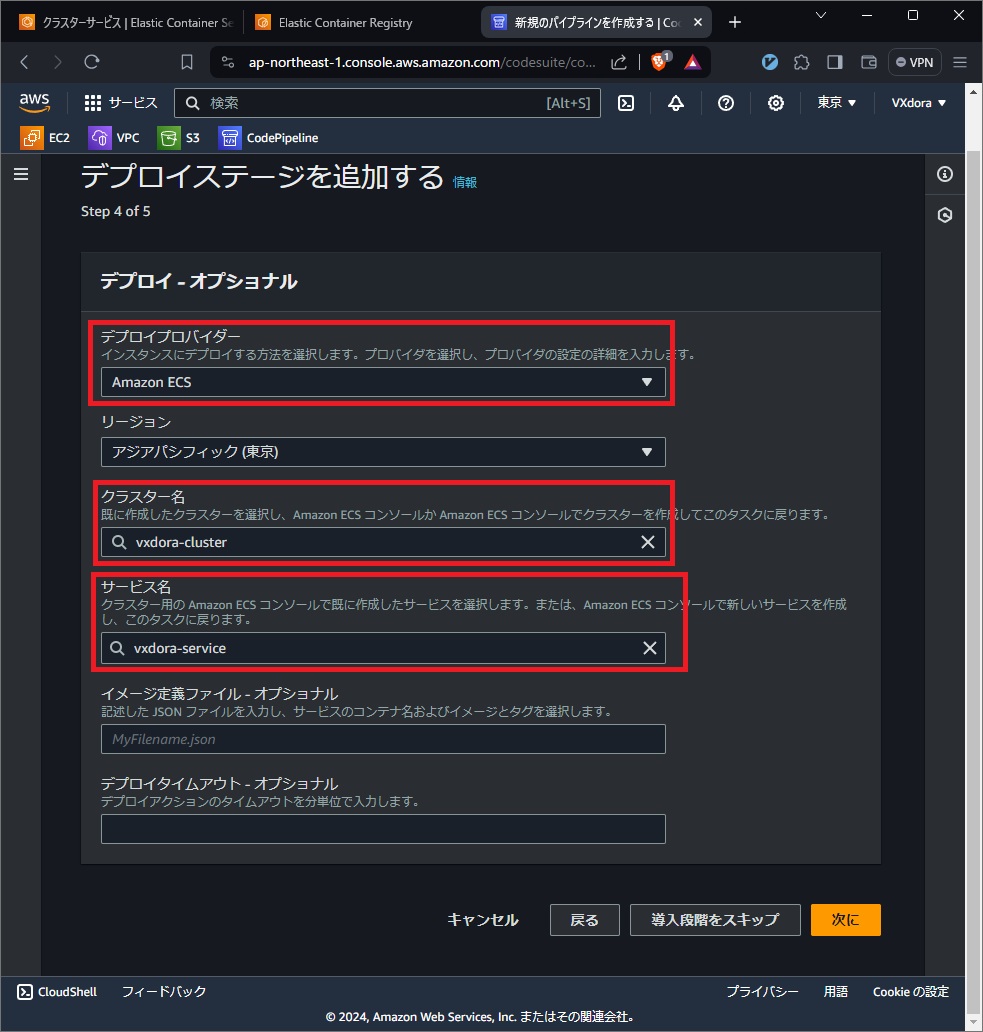 クラスターサービス | Elastic Container Se
Elastic Container Registry
新規のパイプラインを作成する | Coc
ap-northeast-1.console.aws.amazon.com/codesuite/co...
1
VPN
aws
サービス
検索
[Alt+S]
東京
VXdora
EC2
VPC
S3
CodePipeline
デプロイステージを追加する 情報
Step 4 of 5
デプロイ - オプショナル
デプロイプロバイダー
インスタンスにデプロイする方法を選択します。プロバイダを選択し、プロバイダの設定の詳細を入力します。
Amazon ECS
リージョン
アジアパシフィック (東京)
クラスター名
既に作成したクラスターを選択し、Amazon ECS コンソールか Amazon ECS コンソールでクラスターを作成してこのタスクに戻ります。
vxdora-cluster
サービス名
クラスター用の Amazon ECS コンソールで既に作成したサービスを選択します。または、Amazon ECS コンソールで新しいサービスを作成
し、このタスクに戻ります。
vxdora-service
イメージ定義ファイル - オプショナル
記述した JSON ファイルを入力し、サービスのコンテナ名およびイメージとタグを選択します。
MyFilename.json
デプロイタイムアウト - オプショナル
デプロイアクションのタイムアウトを分単位で入力します。
キャンセル
戻る
導入段階をスキップ
次に
CloudShell
フィードバック
プライバシー
用語
Cookie の設定
© 2024, Amazon Web Services, Inc. またはその関連会社。